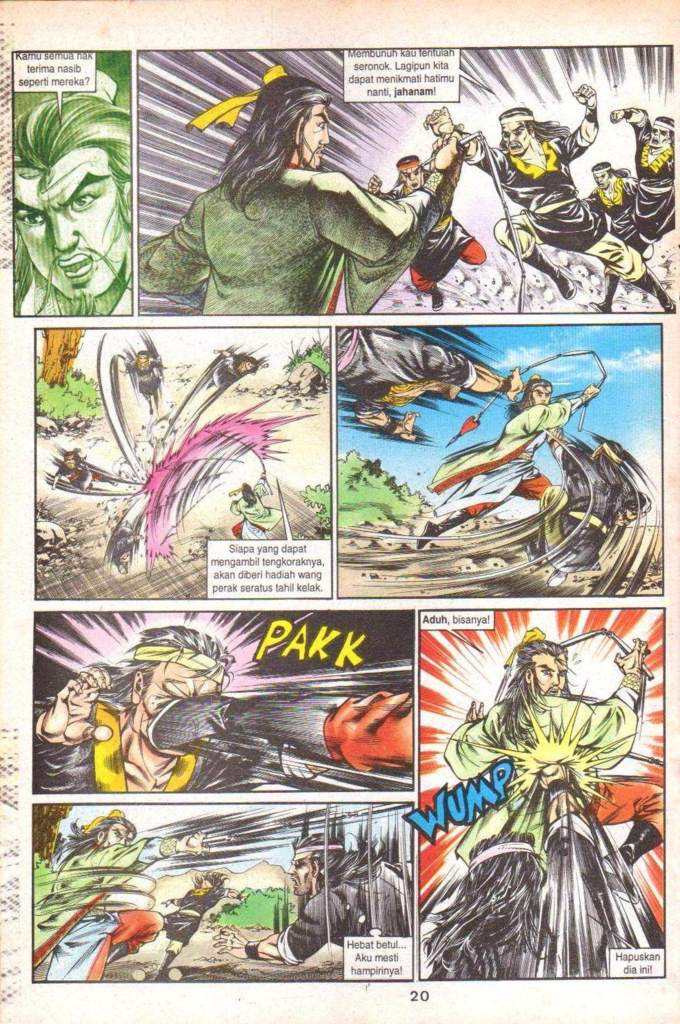 Kamu semua nak
terima nasib
seperti mereka?
Membunuh kau tentulah
seronok. Lagipun kita
dapat menikmati hatimu
nanti, jahanam!
Siapa yang dapat
mengambil tengkoraknya,
akan diberi hadiah wang
perak seratus tahil kelak.
PAKK
Aduh, bisanya!
WUMP
Hebat betul...
Aku mesti
hampirinya!
Hapuskan
dia ini!
20